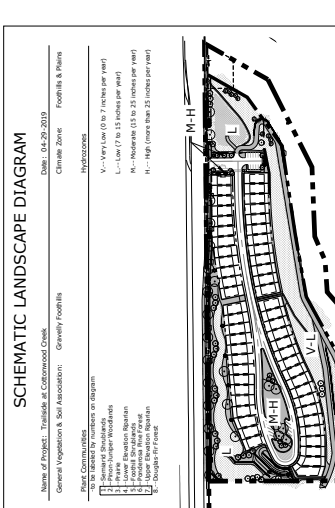 SCHEMATIC LANDSCAPE DIAGRAM
Name of Project: Trailside at Cottonwood Creek
Date: 04-29-2019
General Vegetation & Soil Association: Gravelly Foothills
Climate Zone: Foothills & Plains
Plant Communities
-to be labeled by numbers on diagram
1.- Semiarid Shrublands
2.- Pinon-Juniper Woodlands
3.- Prairie
4.- Lower Elevation Riparian
5.- Foothill Shrublands
6.- Ponderosa Pine Forest
7.- Upper Elevation Riparian
8.- Douglas-Fir Forest
Hydrozones
V.-- Very Low (0 to 7 inches per year)
L.-- Low (7 to 15 inches per year)
M.-- Moderate (15 to 25 inches per year)
H.-- High (more than 25 inches per year)
M-H
L
L
M-H
V-L